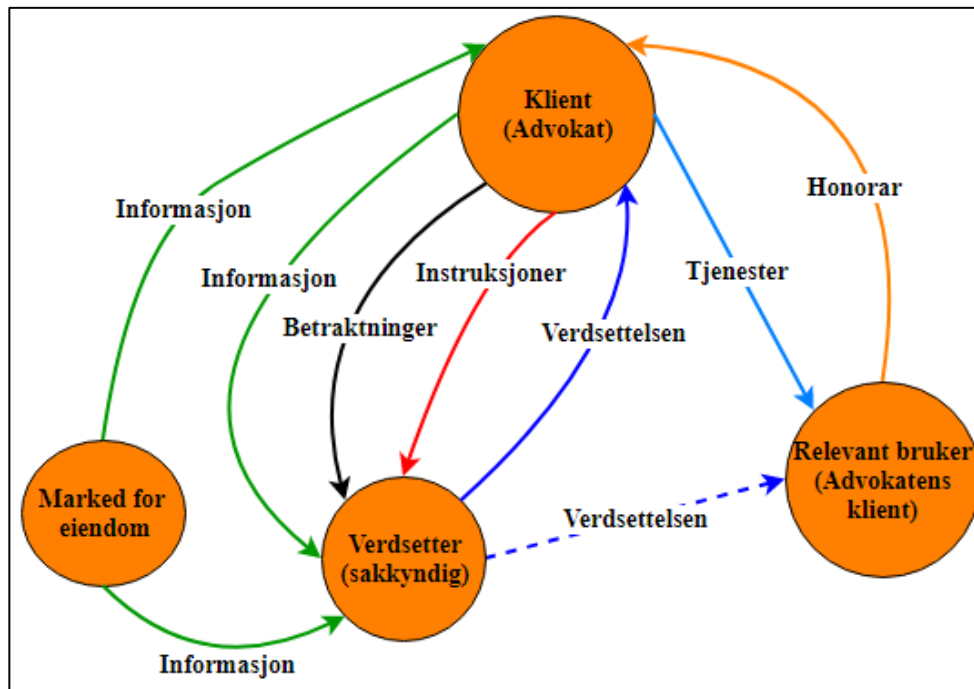 Klient
(Advokat)
Honorar
Informasjon
Informasjon
Instruksjoner
Tjenester
Betraktninger
Verdsettelsen
Relevant bruker
(Advokatens
klient)
Marked for
eiendom
Verdsettelsen
Verdsetter
(sakkyndig)
Informasjon